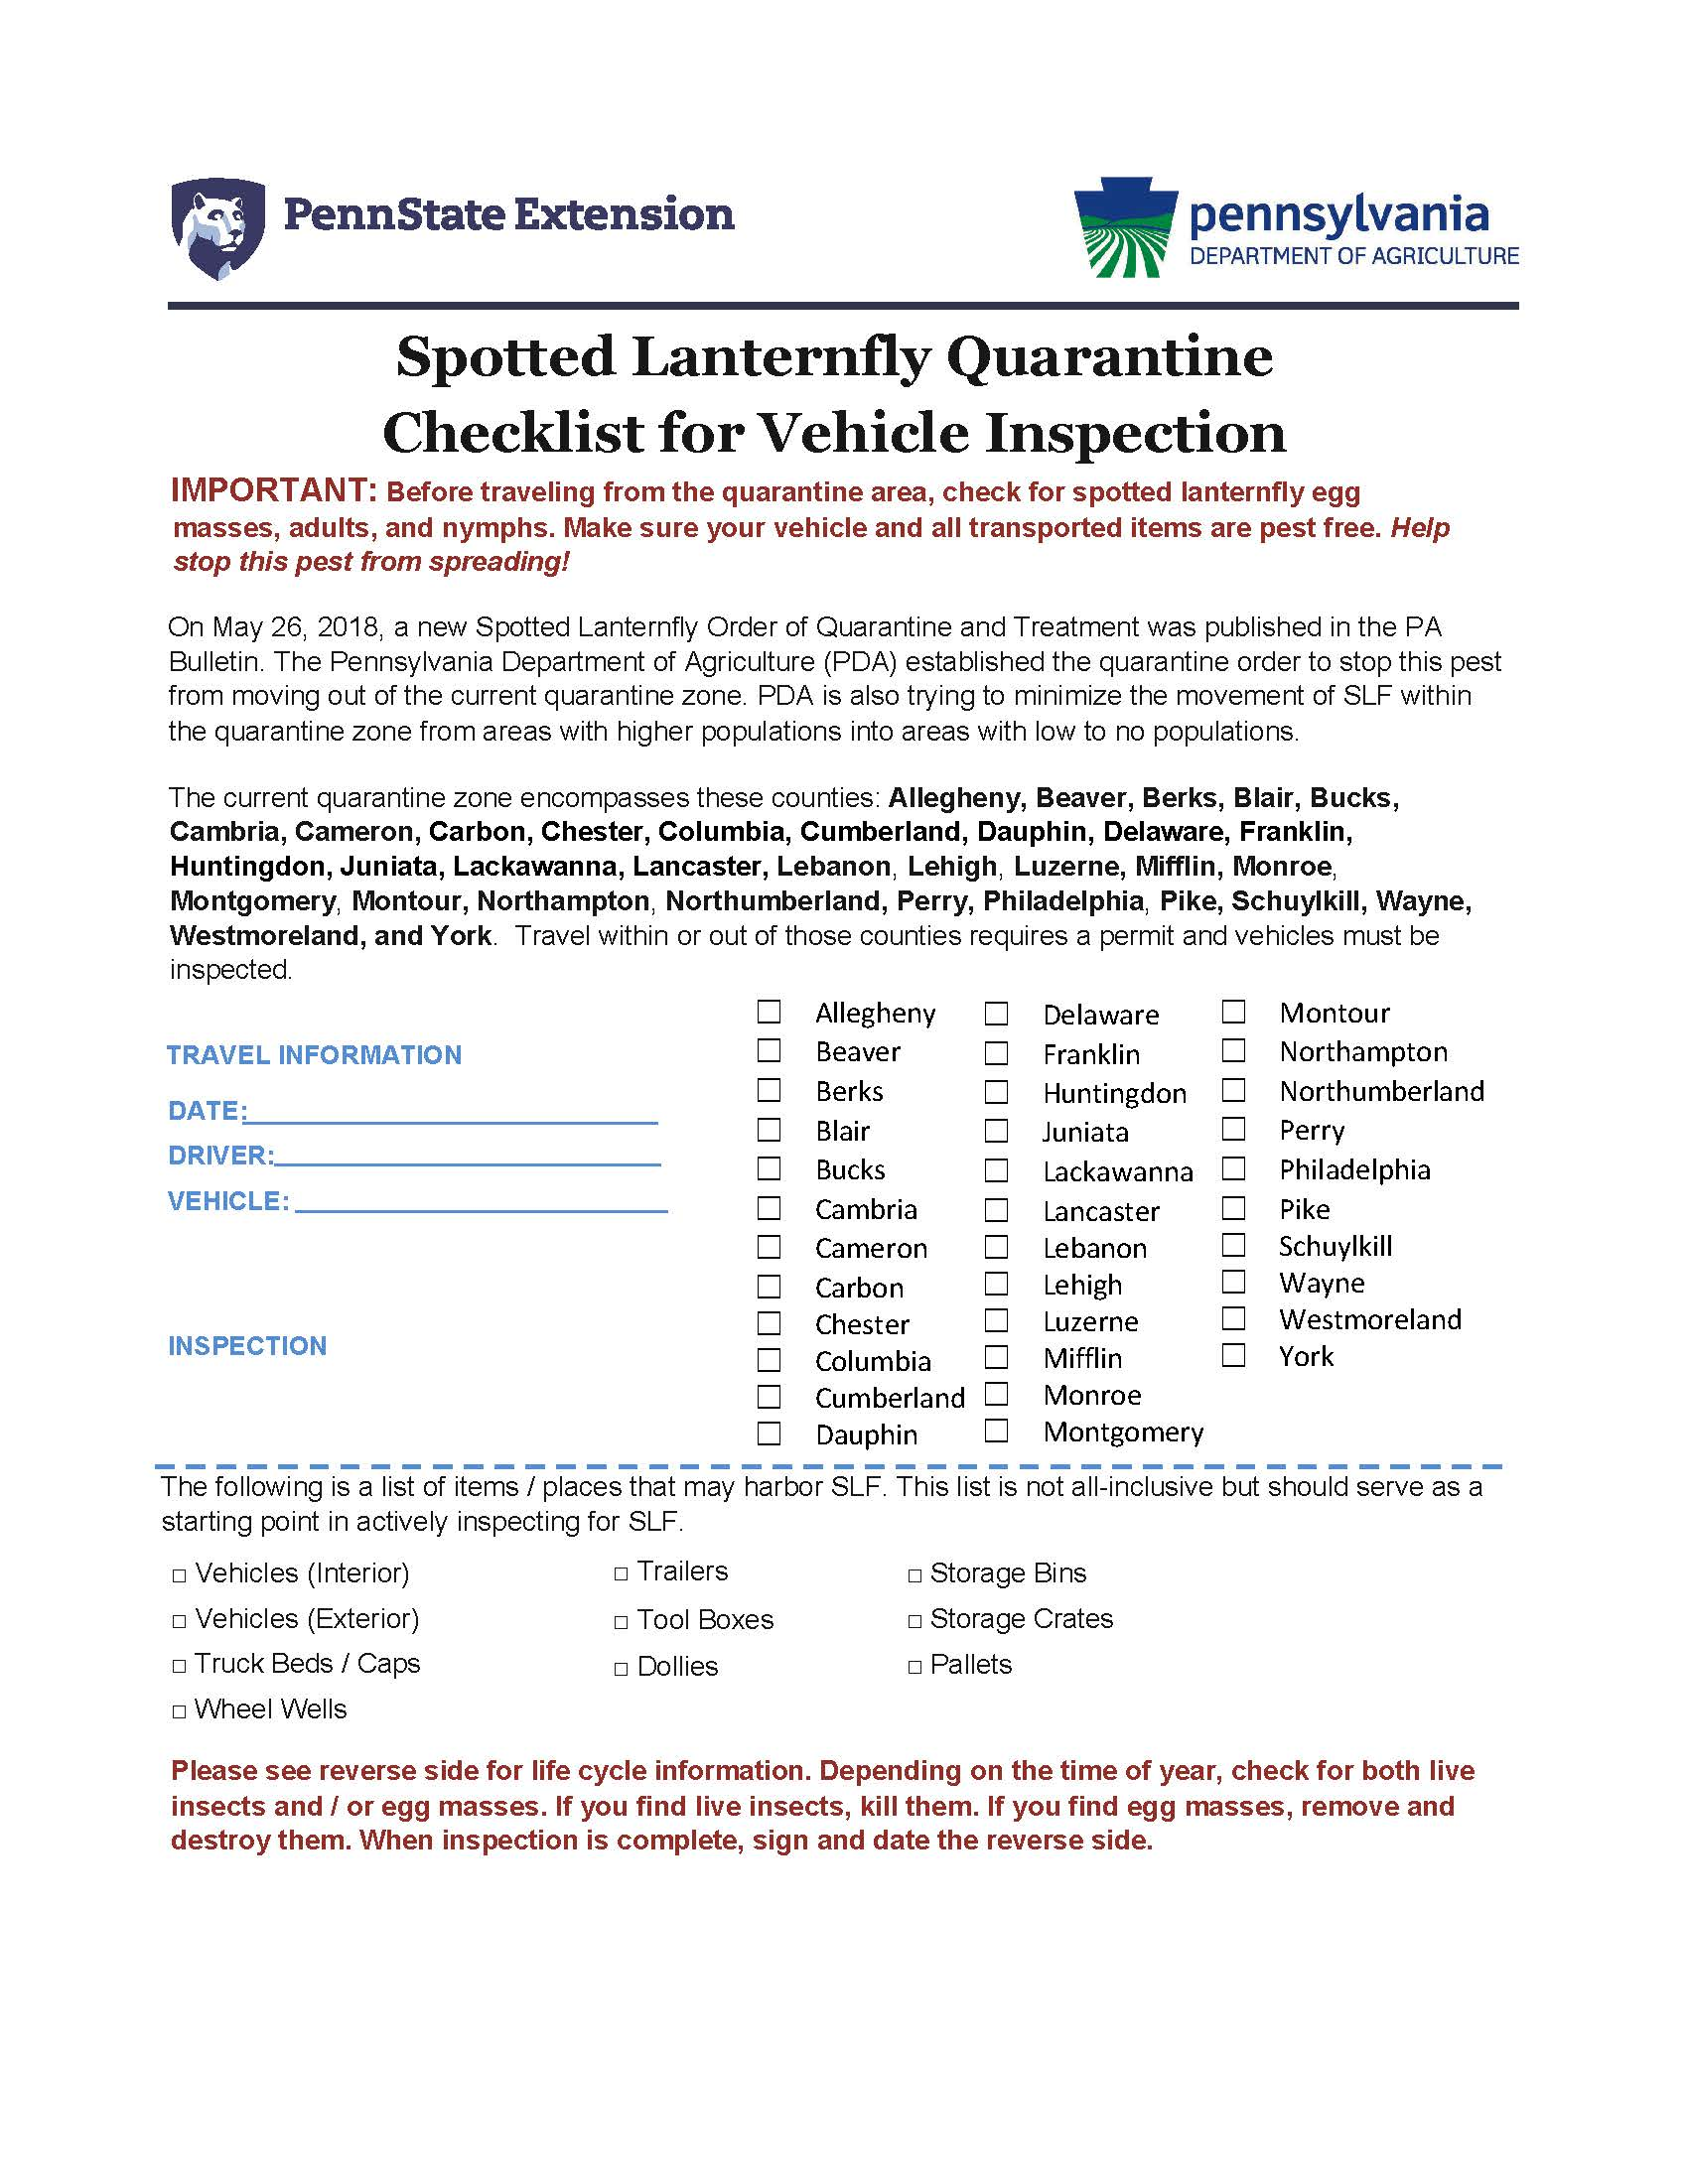 PennState Extension
pennsylvania
DEPARTMENT OF AGRICULTURE
Spotted Lanternfly Quarantine
Checklist for Vehicle Inspection
IMPORTANT: Before traveling from the quarantine area, check for spotted lanternfly egg
masses, adults, and nymphs. Make sure your vehicle and all transported items are pest free. Help
stop this pest from spreading!
On May 26, 2018, a new Spotted Lanternfly Order of Quarantine and Treatment was published in the PA
Bulletin. The Pennsylvania Department of Agriculture (PDA) established the quarantine order to stop this pest
from moving out of the current quarantine zone. PDA is also trying to minimize the movement of SLF within
the quarantine zone from areas with higher populations into areas with low to no populations.
The current quarantine zone encompasses these counties: Allegheny, Beaver, Berks, Blair, Bucks,
Cambria, Cameron, Carbon, Chester, Columbia, Cumberland, Dauphin, Delaware, Franklin,
Huntingdon, Juniata, Lackawanna, Lancaster, Lebanon, Lehigh, Luzerne, Mifflin, Monroe,
Montgomery, Montour, Northampton, Northumberland, Perry, Philadelphia, Pike, Schuylkill, Wayne,
Westmoreland, and York. Travel within or out of those counties requires a permit and vehicles must be
inspected.
TRAVEL INFORMATION
DATE:
DRIVER:
VEHICLE:
INSPECTION
Allegheny
Beaver
Berks
Blair
Bucks
Cambria
Cameron
Carbon
Chester
Columbia
Cumberland
Dauphin
Delaware
Franklin
Huntingdon
Juniata
Lackawanna
Lancaster
Lebanon
Lehigh
Luzerne
Mifflin
Monroe
Montgomery
Montour
Northampton
Northumberland
Perry
Philadelphia
Pike
Schuylkill
Wayne
Westmoreland
York
The following is a list of items / places that may harbor SLF. This list is not all-inclusive but should serve as a
starting point in actively inspecting for SLF.
Vehicles (Interior)
Vehicles (Exterior)
Truck Beds / Caps
Wheel Wells
Trailers
Tool Boxes
Dollies
Storage Bins
Storage Crates
Pallets
Please see reverse side for life cycle information. Depending on the time of year, check for both live
insects and / or egg masses. If you find live insects, kill them. If you find egg masses, remove and
destroy them. When inspection is complete, sign and date the reverse side.